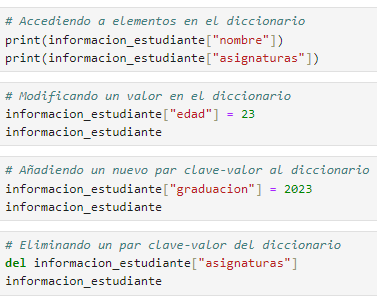 # Accediendo a elementos en el diccionario
print(informacion_estudiante["nombre"])
print(informacion_estudiante["asignaturas"])
# Modificando un valor en el diccionario
informacion_estudiante["edad"] = 23
informacion_estudiante
# Añadiendo un nuevo par clave-valor al diccionario
informacion_estudiante["graduacion"] = 2023
informacion_estudiante
# Eliminando un par clave-valor del diccionario
del informacion_estudiante["asignaturas"]
informacion_estudiante